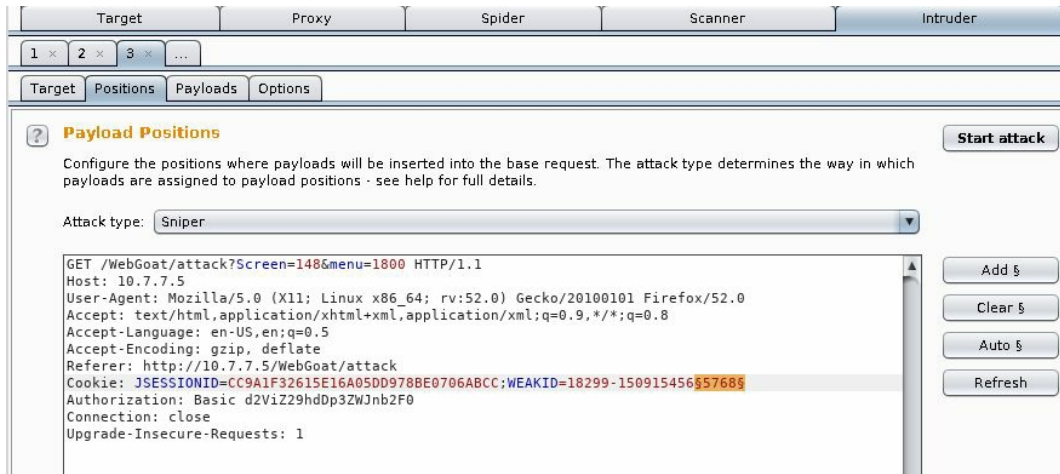 Target Proxy Spider Scanner Intruder
1 × 2 × 3 × ...
Target Positions Payloads Options
? Payload Positions
Start attack
Configure the positions where payloads will be inserted into the base request. The attack type determines the way in which
payloads are assigned to payload positions - see help for full details.
Attack type: Sniper
GET /WebGoat/attack?Screen=148&menu=1800 HTTP/1.1
Host: 10.7.7.5
User-Agent: Mozilla/5.0 (X11; Linux x86_64; rv:52.0) Gecko/20100101 Firefox/52.0
Accept: text/html,application/xhtml+xml,application/xml;q=0.9,*/*;q=0.8
Accept-Language: en-US,en;q=0.5
Accept-Encoding: gzip, deflate
Referer: http://10.7.7.5/WebGoat/attack
Cookie: JSESSIONID=CC9A1F32615E16A05DD978BE0706ABCC;WEAKID=18299-150915456§5768§
Authorization: Basic d2ViZ29hdDp3ZWJnb2F0
Connection: close
Upgrade-Insecure-Requests: 1
Add §
Clear §
Auto §
Refresh